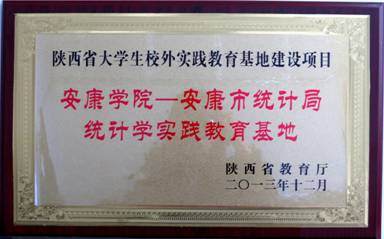 陕西省大学生校外实践教育基地建设项目
安康学院—安康市统计局
统计学实践教育基地
陕西省教育厅
二〇一三年十二月